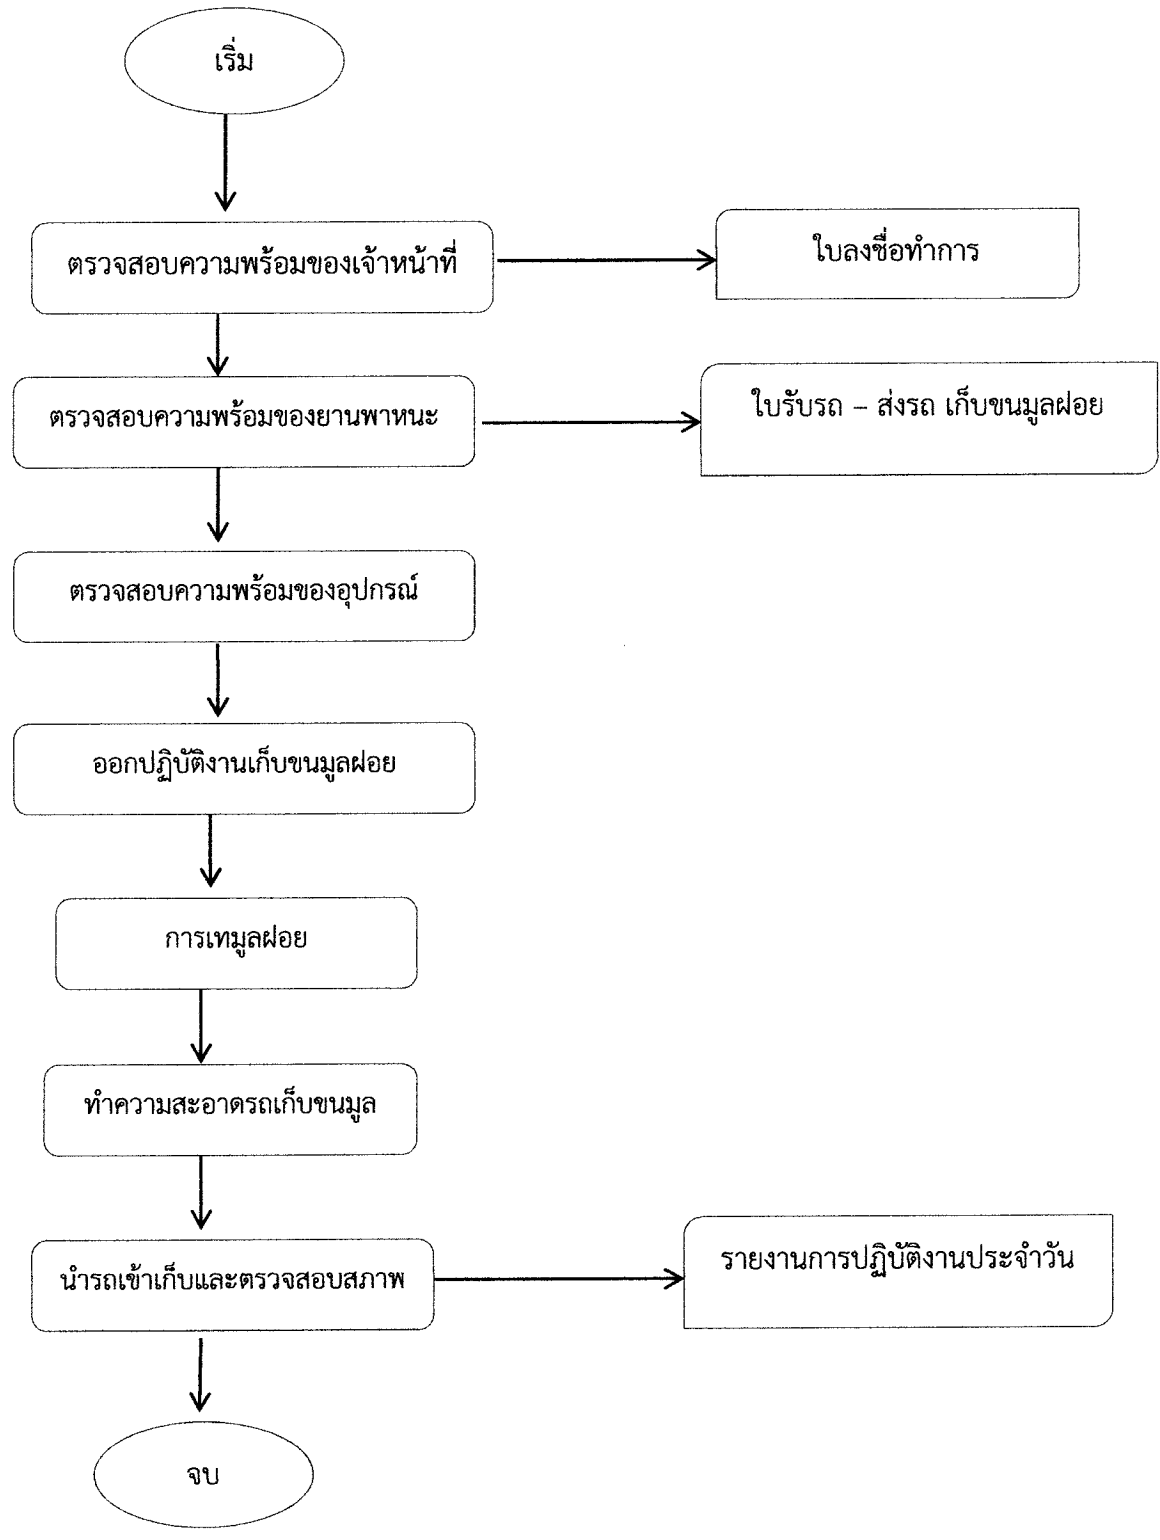 เริ่ม
ตรวจสอบความพร้อมของเจ้าหน้าที่
ใบลงชื่อทำการ
ตรวจสอบความพร้อมของยานพาหนะ
ใบรับรถ – ส่งรถ เก็บขนมูลฝอย
ตรวจสอบความพร้อมของอุปกรณ์
ออกปฏิบัติงานเก็บขนมูลฝอย
การเทมูลฝอย
ทำความสะอาดรถเก็บขนมูล
นำรถเข้าเก็บและตรวจสอบสภาพ
รายงานการปฏิบัติงานประจำวัน
จบ